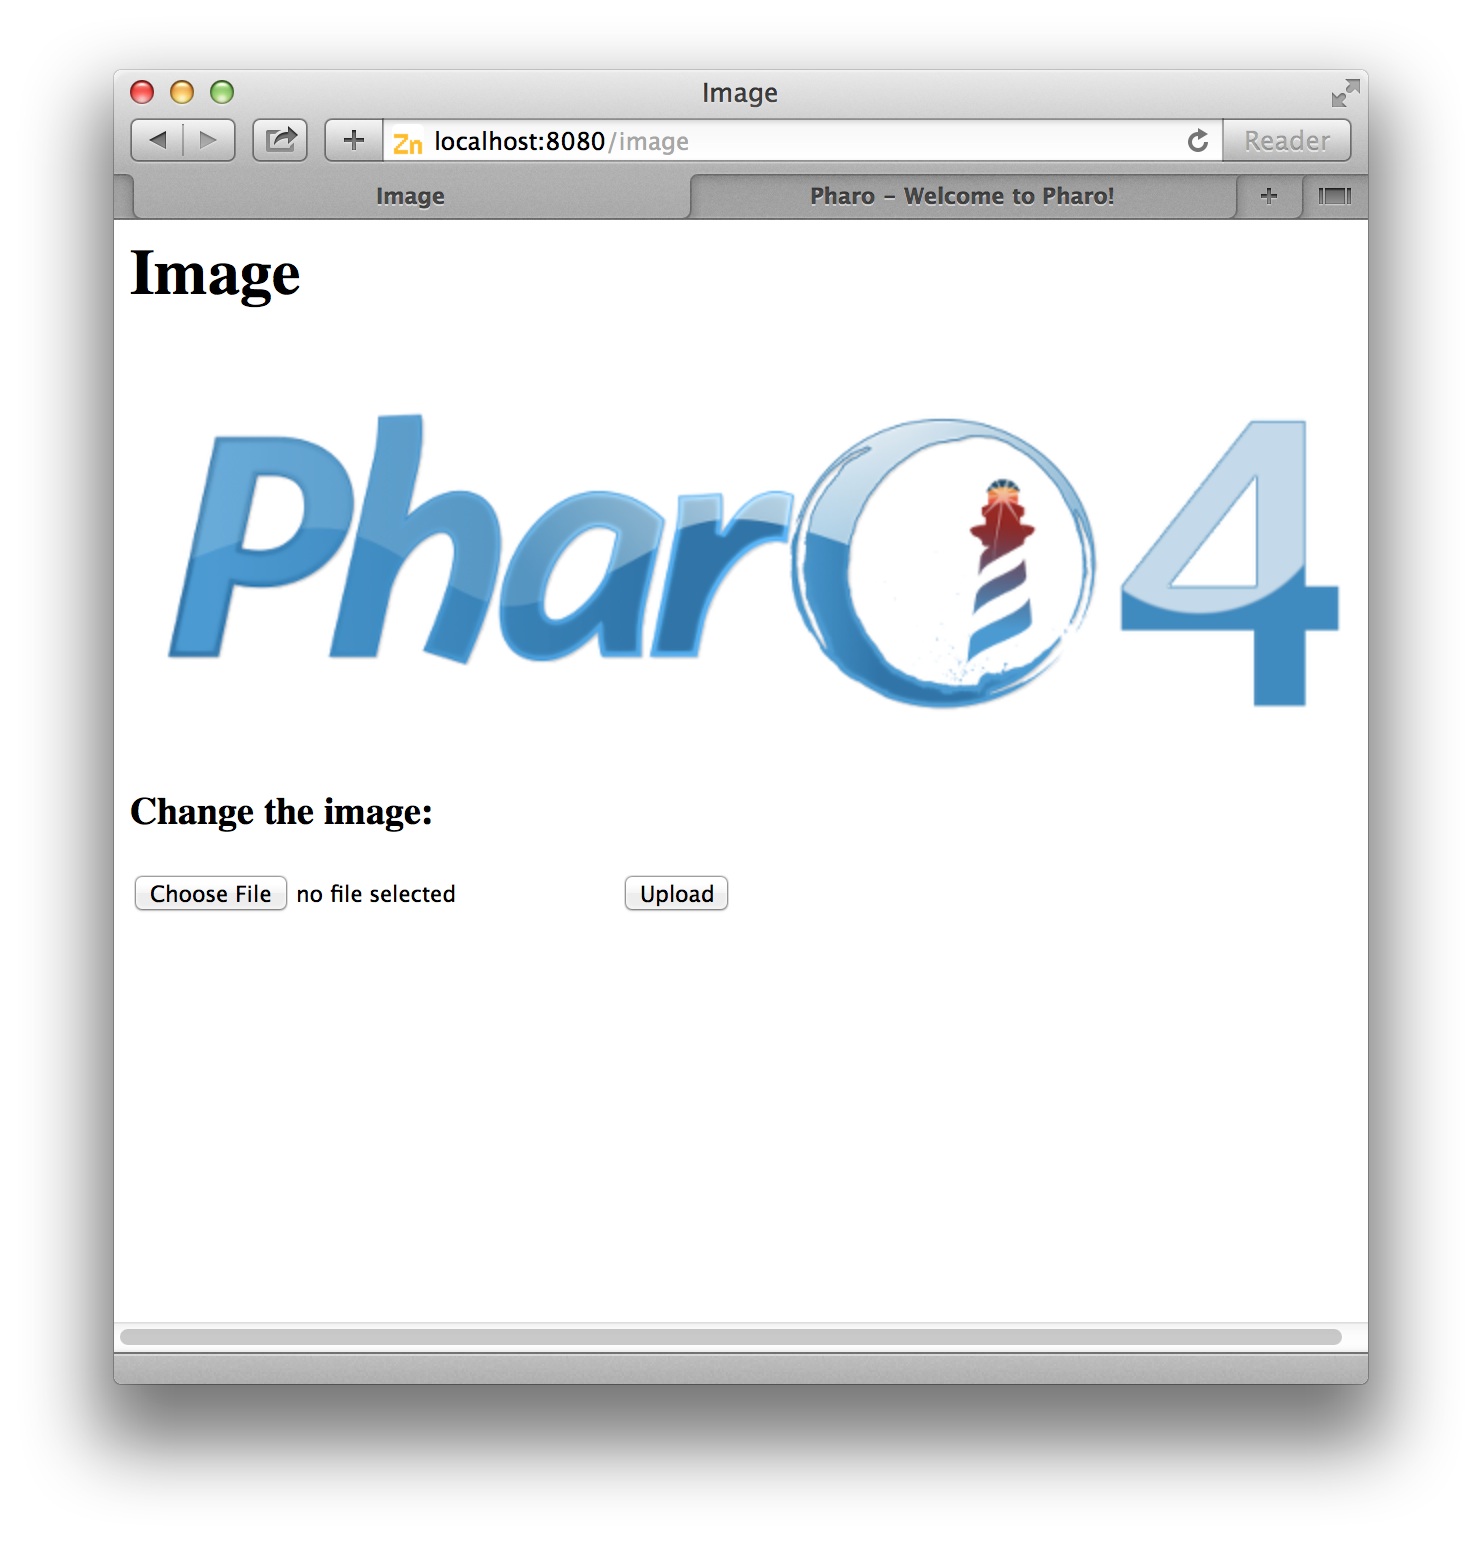 Image
Zn localhost:8080/image Reader
Image Pharo – Welcome to Pharo!
Image
Pharo 4
Change the image:
Choose File no file selected Upload